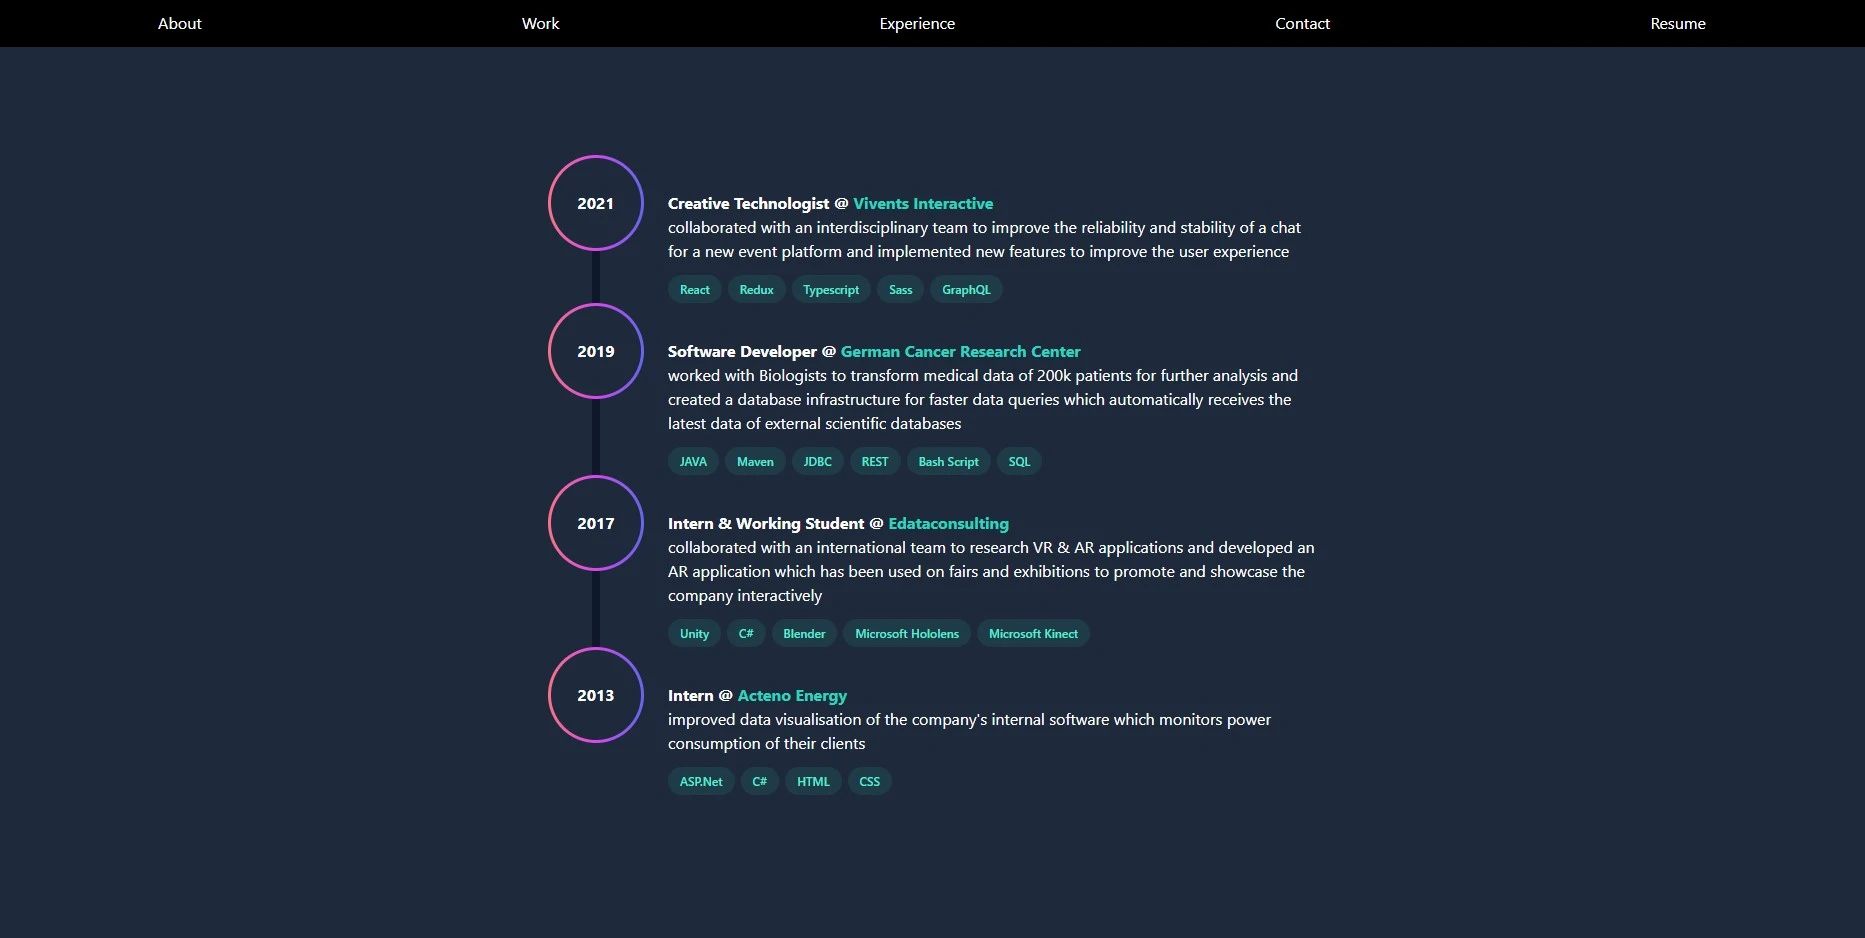 About Work Experience Contact Resume
2021
Creative Technologist @ Vivents Interactive
collaborated with an interdisciplinary team to improve the reliability and stability of a chat
for a new event platform and implemented new features to improve the user experience
React Redux Typescript Sass GraphQL
2019
Software Developer @ German Cancer Research Center
worked with Biologists to transform medical data of 200k patients for further analysis and
created a database infrastructure for faster data queries which automatically receives the
latest data of external scientific databases
JAVA Maven JDBC REST Bash Script SQL
2017
Intern & Working Student @ Edataconsulting
collaborated with an international team to research VR & AR applications and developed an
AR application which has been used on fairs and exhibitions to promote and showcase the
company interactively
Unity C# Blender Microsoft Hololens Microsoft Kinect
2013
Intern @ Acteno Energy
improved data visualisation of the company's internal software which monitors power
consumption of their clients
ASP.Net C# HTML CSS